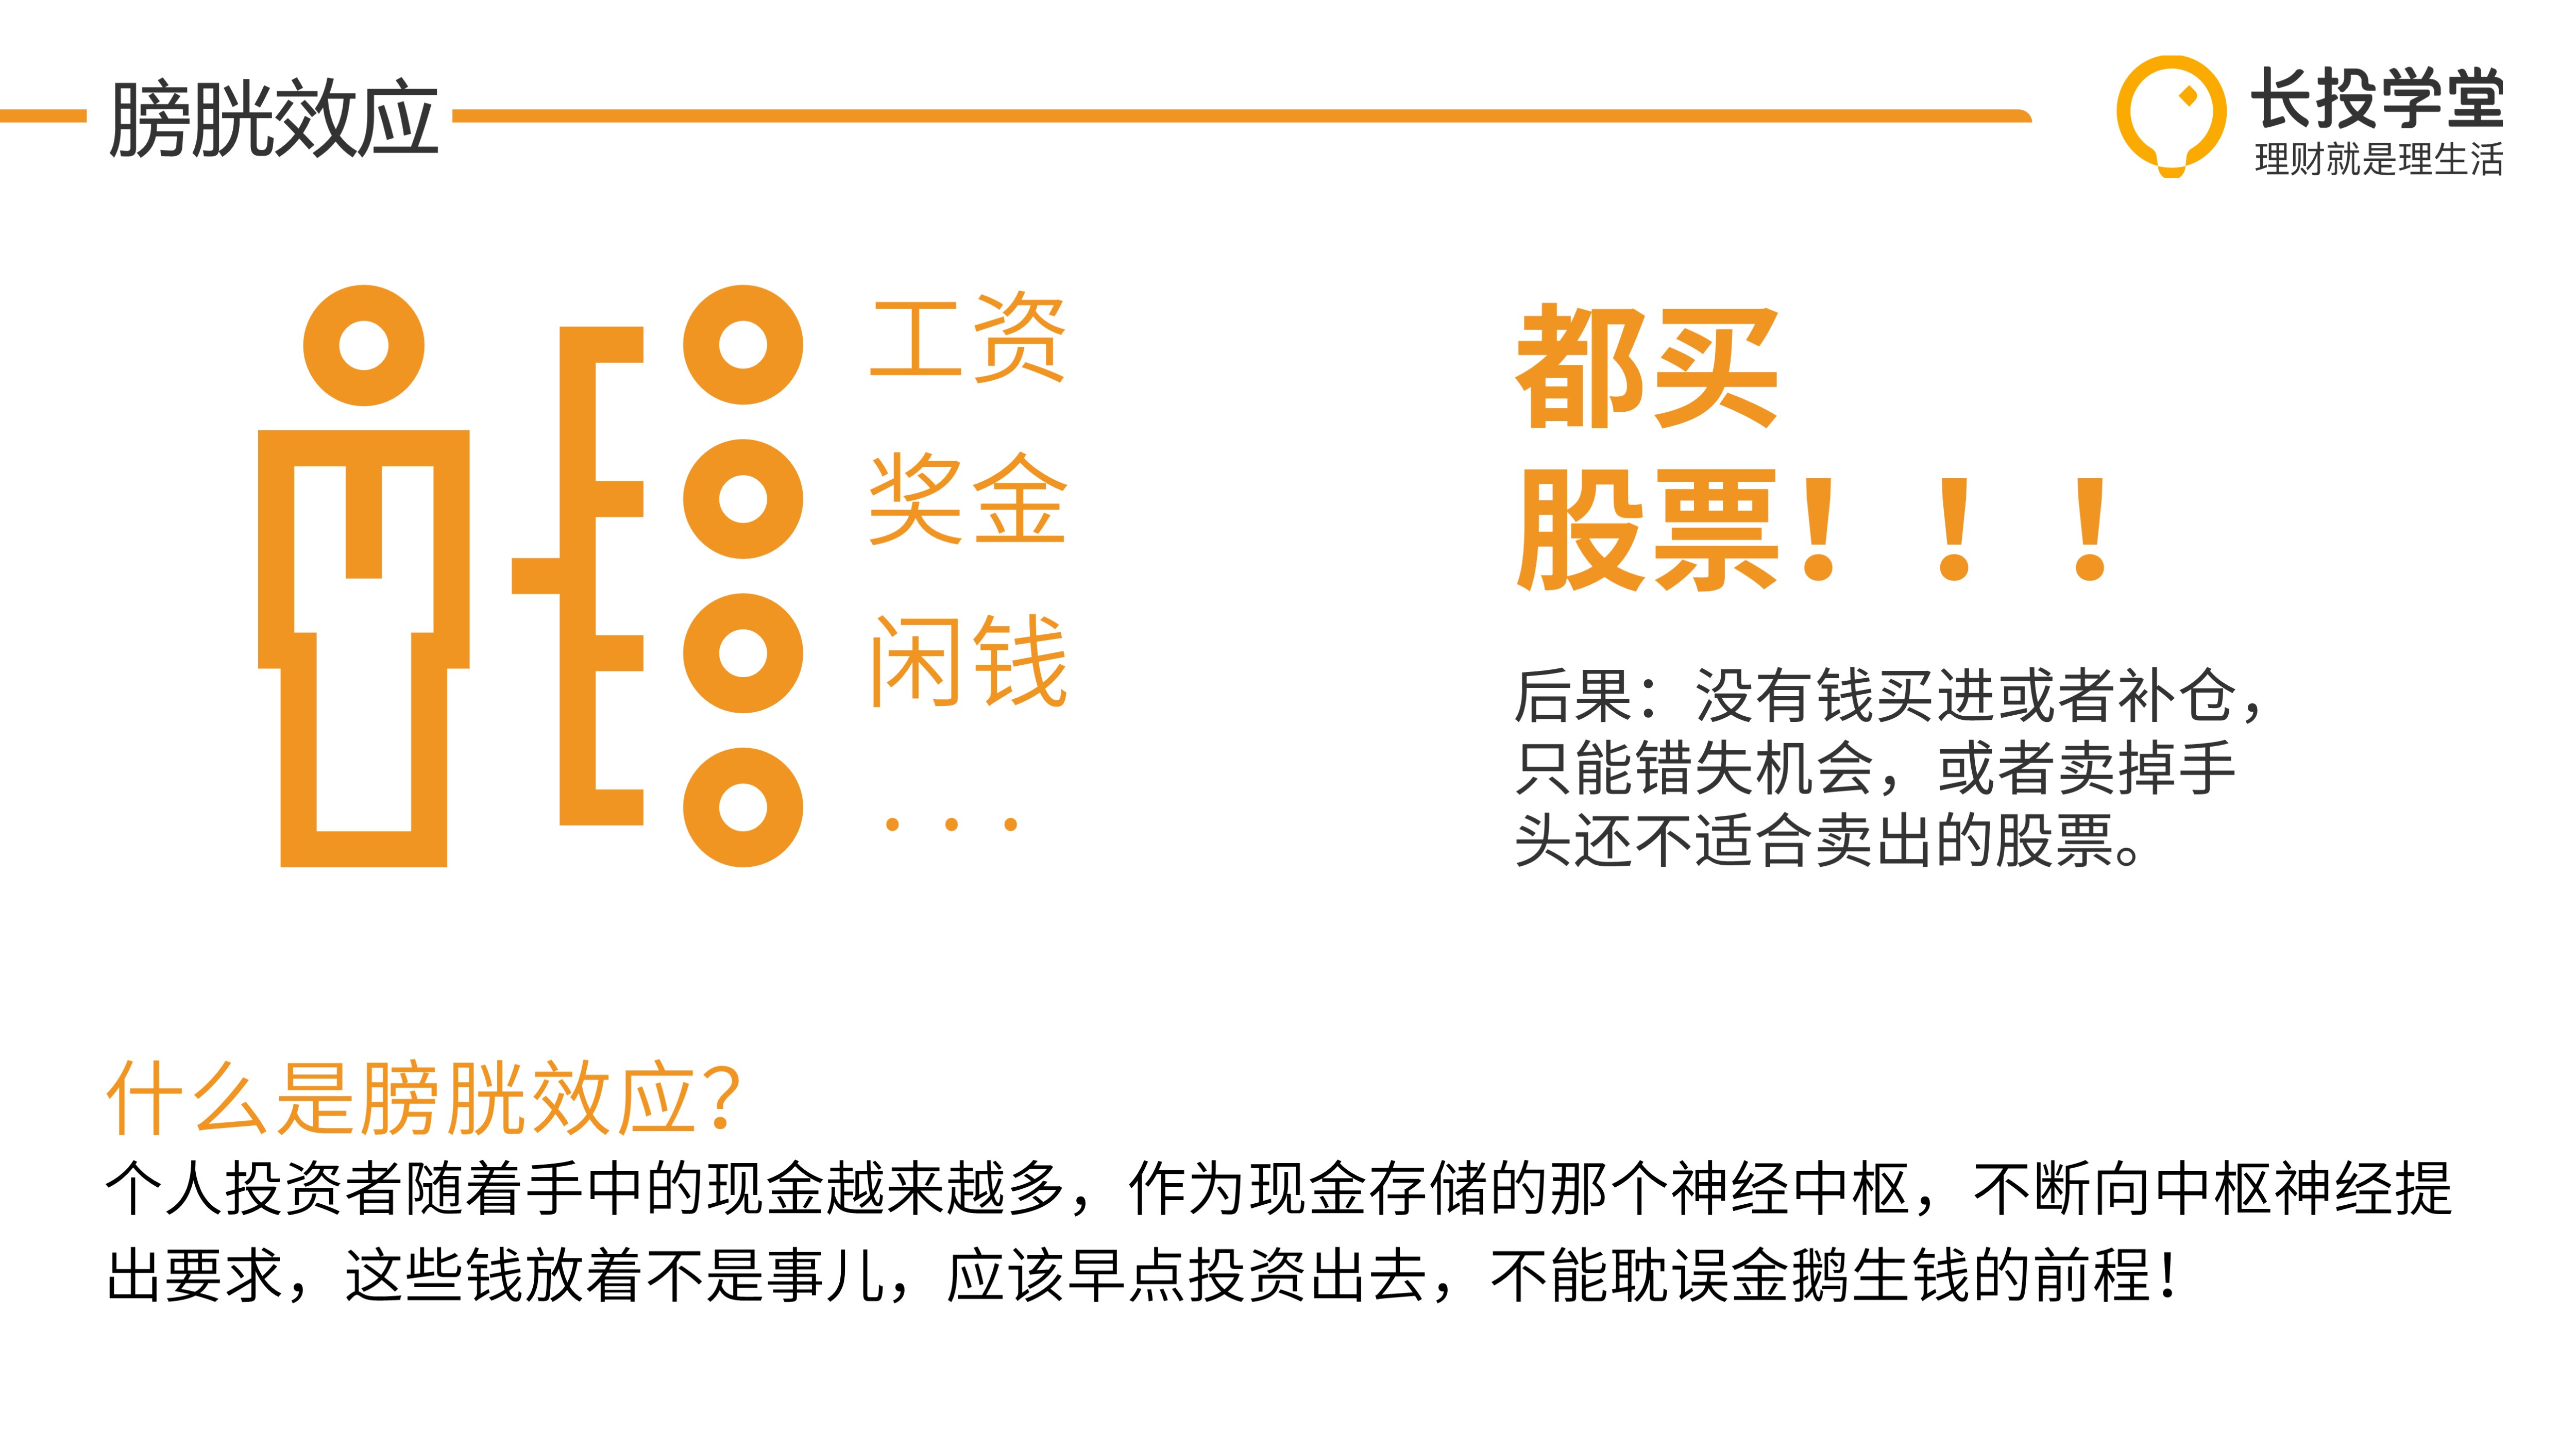 膀胱效应
长投学堂
理财就是理生活
工资
奖金
闲钱
...
都买
股票！！！
后果：没有钱买进或者补仓，
只能错失机会，或者卖掉手
头还不适合卖出的股票。
什么是膀胱效应？
个人投资者随着手中的现金越来越多，作为现金存储的那个神经中枢，不断向中枢神经提
出要求，这些钱放着不是事儿，应该早点投资出去，不能耽误金鹅生钱的前程！